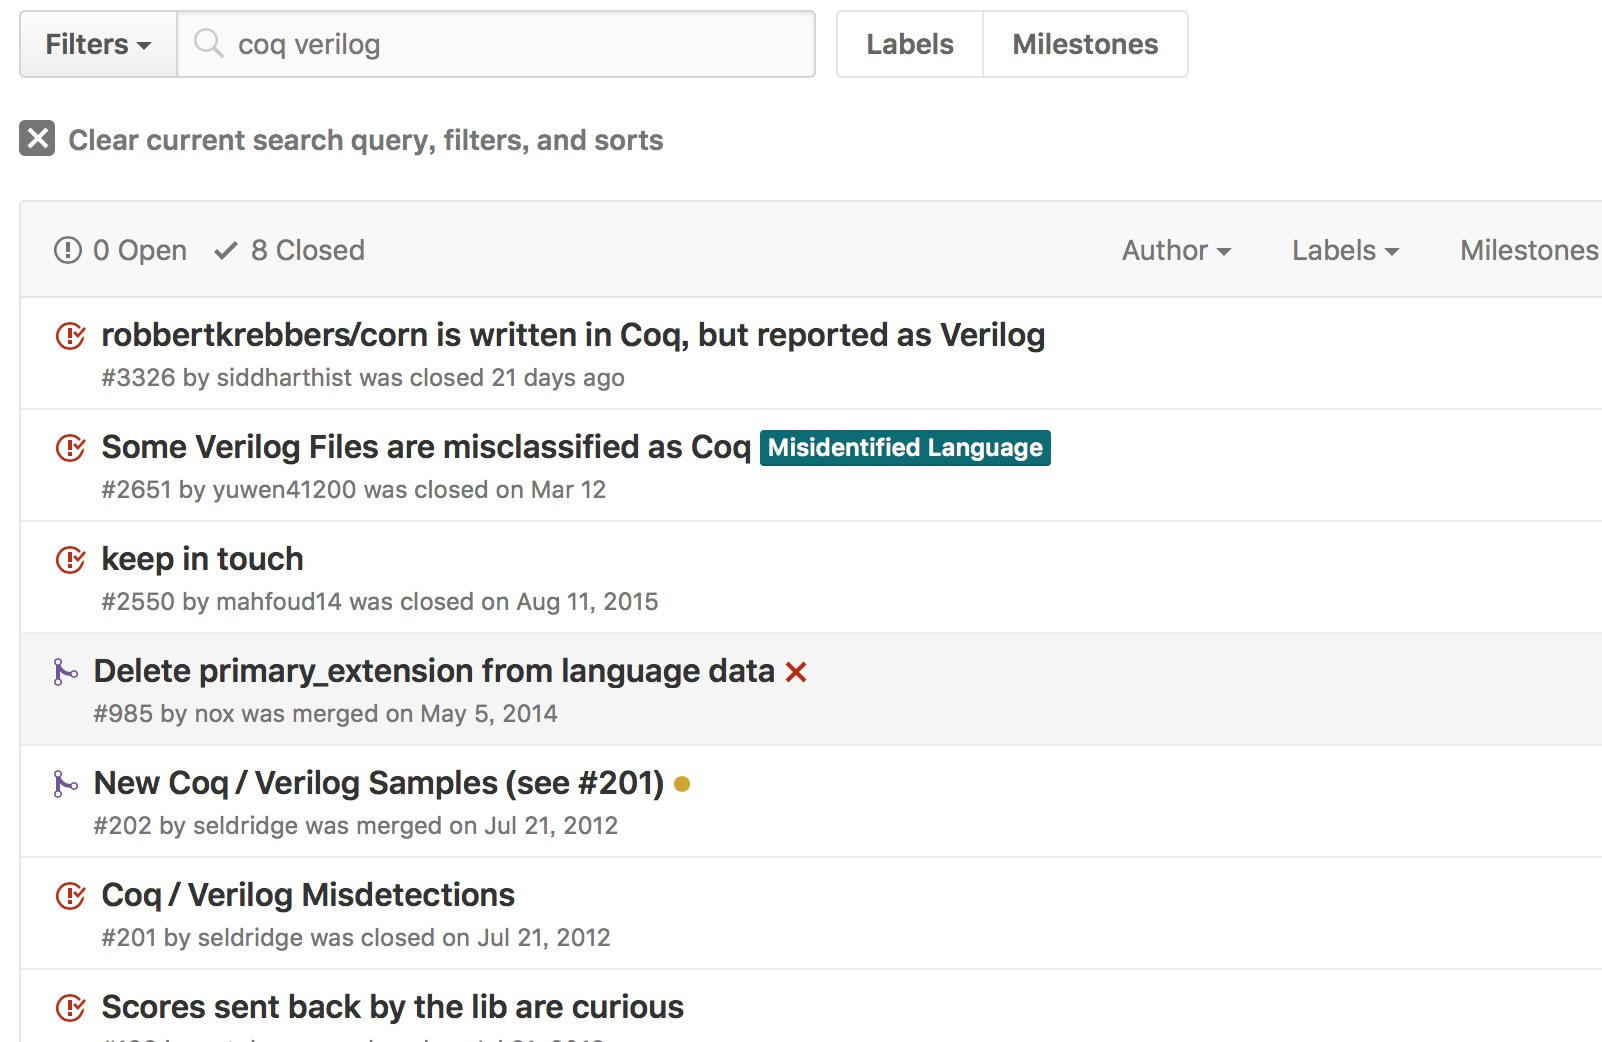 Filters
coq verilog
Labels
Milestones
Clear current search query, filters, and sorts
0 Open
8 Closed
Author
Labels
Milestones
robbertkrebbers/corn is written in Coq, but reported as Verilog
#3326 by siddharthist was closed 21 days ago
Some Verilog Files are misclassified as Coq Misidentified Language
#2651 by yuwen41200 was closed on Mar 12
keep in touch
#2550 by mahfoud14 was closed on Aug 11, 2015
Delete primary_extension from language data
#985 by nox was merged on May 5, 2014
New Coq / Verilog Samples (see #201)
#202 by seldridge was merged on Jul 21, 2012
Coq / Verilog Misdetections
#201 by seldridge was closed on Jul 21, 2012
Scores sent back by the lib are curious